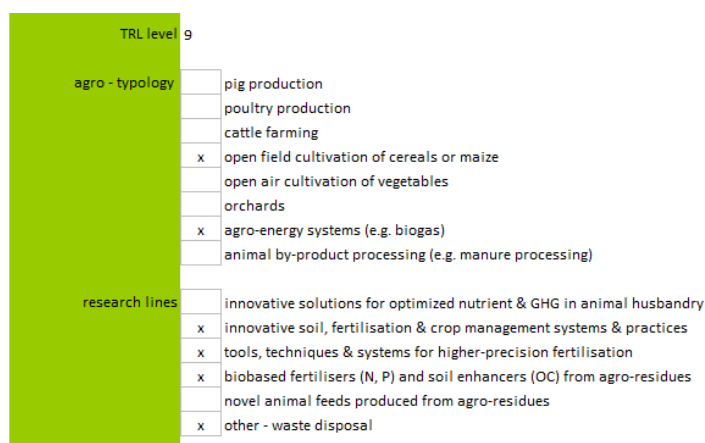 TRL level 9
agro - typology pig production
poultry production
cattle farming
x open field cultivation of cereals or maize
open air cultivation of vegetables
orchards
x agro-energy systems (e.g. biogas)
animal by-product processing (e.g. manure processing)
research lines innovative solutions for optimized nutrient & GHG in animal husbandry
x innovative soil, fertilisation & crop management systems & practices
x tools, techniques & systems for higher-precision fertilisation
x biobased fertilisers (N, P) and soil enhancers (OC) from agro-residues
novel animal feeds produced from agro-residues
x other - waste disposal